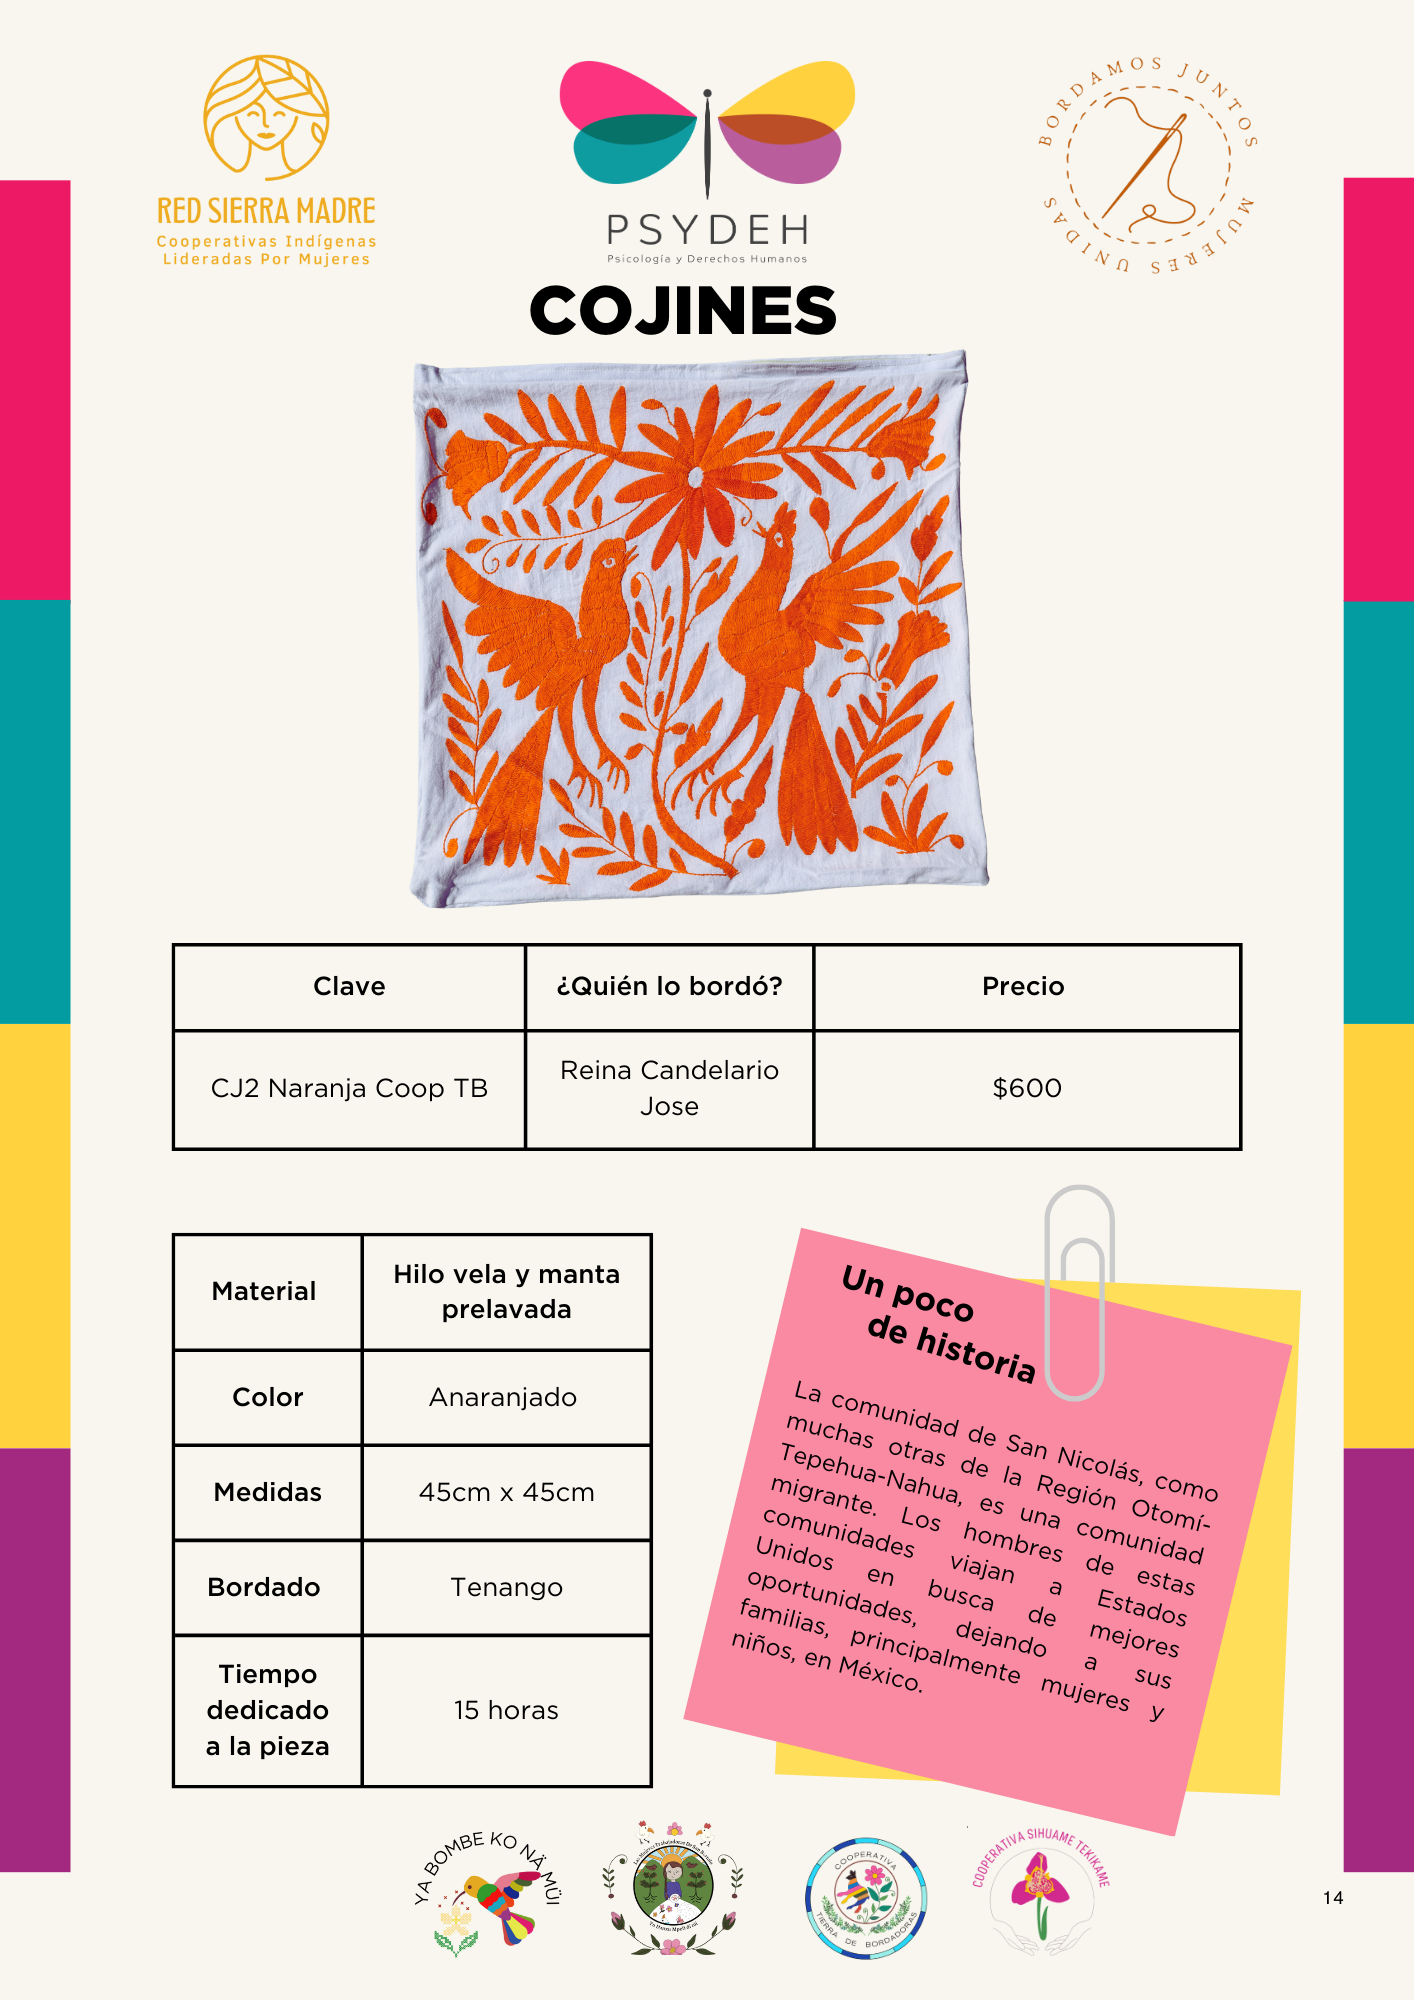 RED SIERRA MADRE
Cooperativas Indígenas
Lideradas Por Mujeres
PSYDEH
Psicología y Derechos Humanos
BORDAMOS JUNTOS
MUJERES UNIDAS
COJINES
Clave
¿Quién lo bordó?
Precio
CJ2 Naranja Coop TB
Reina Candelario
Jose
$600
Material
Hilo vela y manta
prelavada
Color
Anaranjado
Medidas
45cm x 45cm
Bordado
Tenango
Tiempo
dedicado
a la pieza
15 horas
Un poco
de historia
La comunidad de San Nicolás, como
muchas otras de la Región Otomí-
Tepehua-Nahua, es una comunidad
migrante. Los hombres de estas
comunidades viajan a Estados
Unidos en busca de mejores
oportunidades, dejando a sus
familias, principalmente mujeres y
niños, en México.
YA BOMBE KO NÄ MÜI
COOPERATIVA
TIERRA DE BORDADORAS
COOPERATIVA SIHUAME TEKIKAME
14